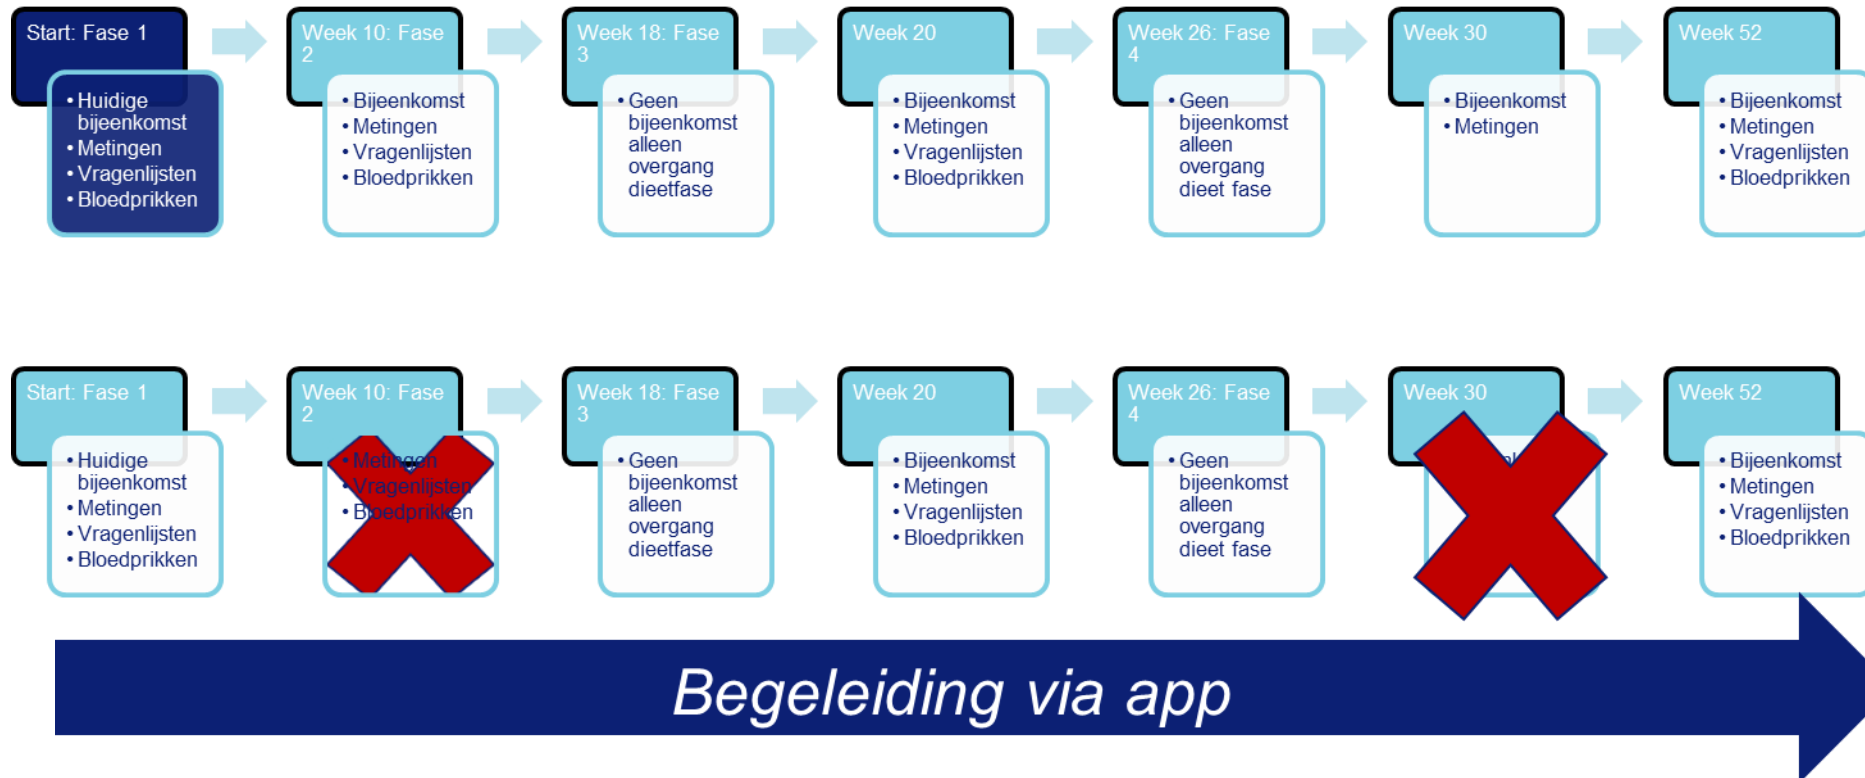 Start: Fase 1
• Huidige
bijeenkomst
• Metingen
• Vragenlijsten
• Bloedprikken
Week 10: Fase
2
• Bijeenkomst
• Metingen
• Vragenlijsten
• Bloedprikken
Week 18: Fase
3
• Geen
bijeenkomst
alleen
overgang
dieetfase
Week 20
• Bijeenkomst
• Metingen
• Vragenlijsten
• Bloedprikken
Week 26: Fase
4
• Geen
bijeenkomst
alleen
overgang
dieet fase
Week 30
• Bijeenkomst
• Metingen
Week 52
• Bijeenkomst
• Metingen
• Vragenlijsten
• Bloedprikken
Start: Fase 1
• Huidige
bijeenkomst
• Metingen
• Vragenlijsten
• Bloedprikken
Week 10: Fase
2
• Metingen
• Vragenlijsten
• Bloedprikken
Week 18: Fase
3
• Geen
bijeenkomst
alleen
overgang
dieetfase
Week 20
• Bijeenkomst
• Metingen
• Vragenlijsten
• Bloedprikken
Week 26: Fase
4
• Geen
bijeenkomst
alleen
overgang
dieet fase
Week 30
Week 52
• Bijeenkomst
• Metingen
• Vragenlijsten
• Bloedprikken
Begeleiding via app